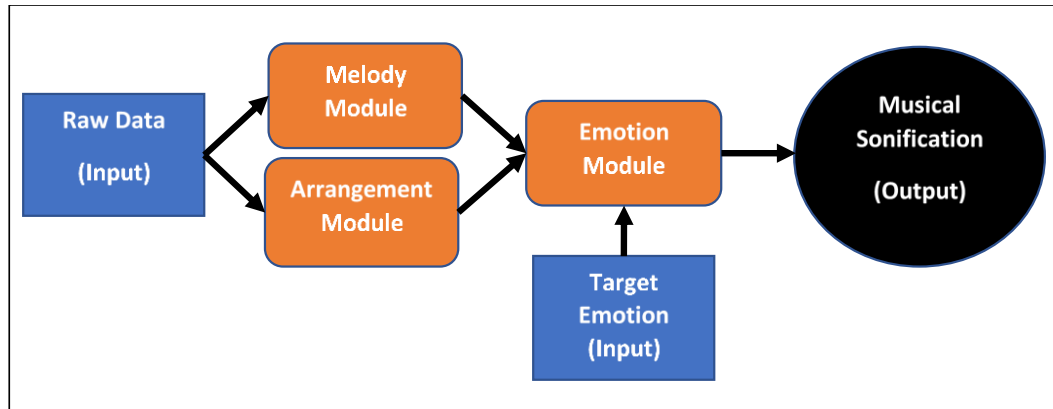 Raw Data
(Input)
Melody
Module
Arrangement
Module
Emotion
Module
Target
Emotion
(Input)
Musical
Sonification
(Output)